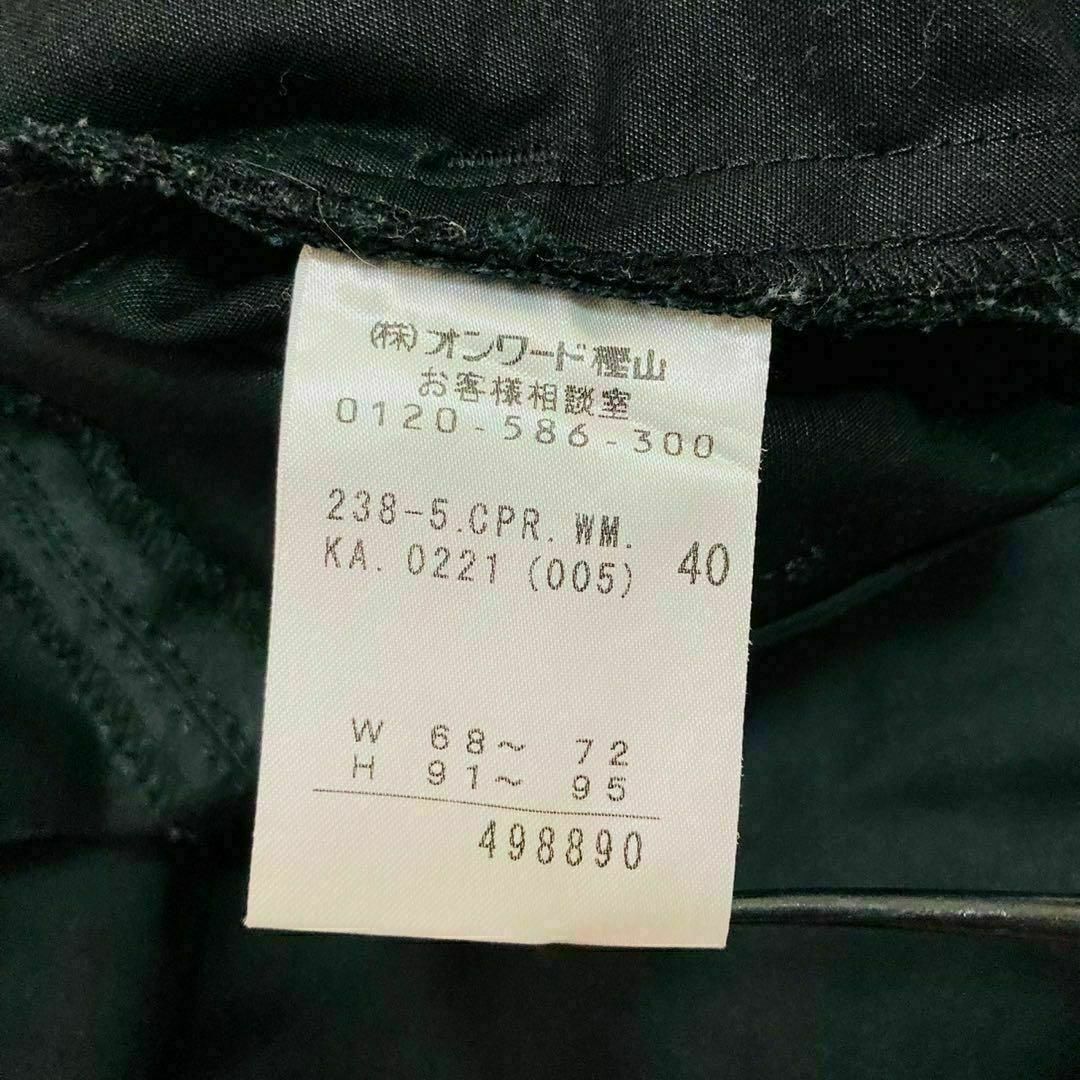 (株)オンワード樫山
お客様相談室
0120-586-300
238-5.CPR.WM.
KA.0221(005) 40
W 68～ 72
H 91～ 95
498890